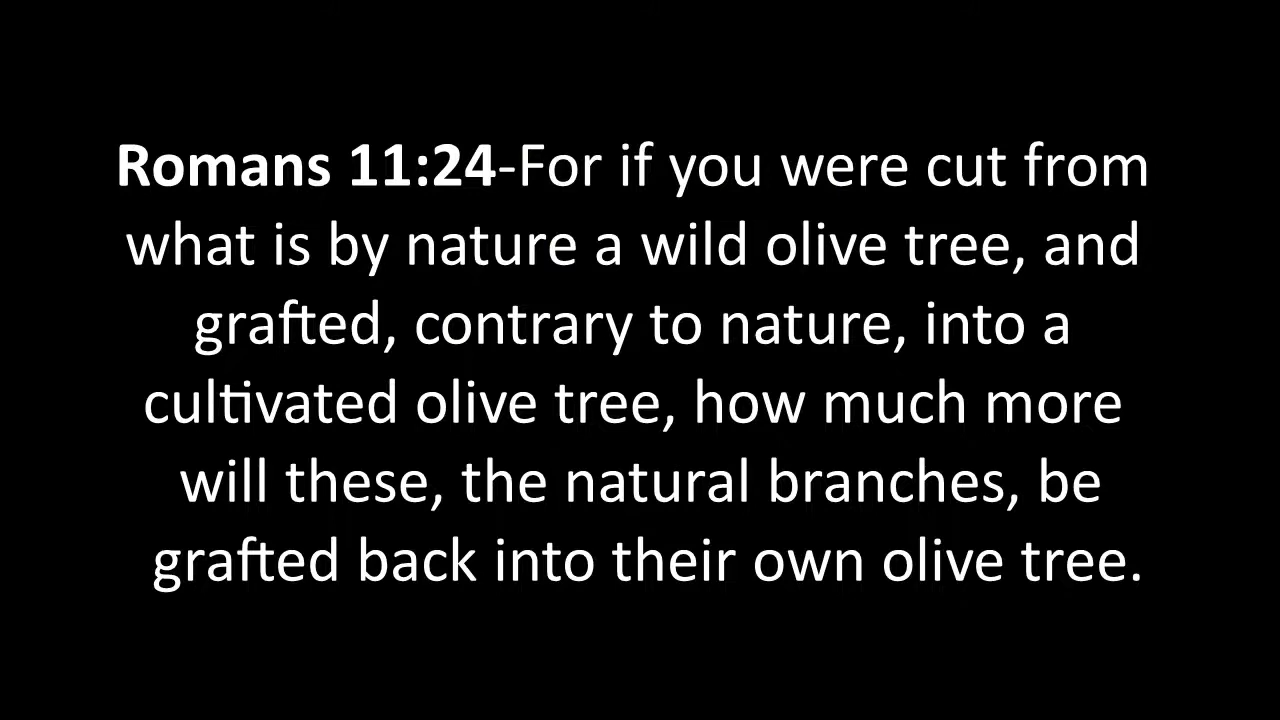 Romans 11:24-For if you were cut from
what is by nature a wild olive tree, and
grafted, contrary to nature, into a
cultivated olive tree, how much more
will these, the natural branches, be
grafted back into their own olive tree.